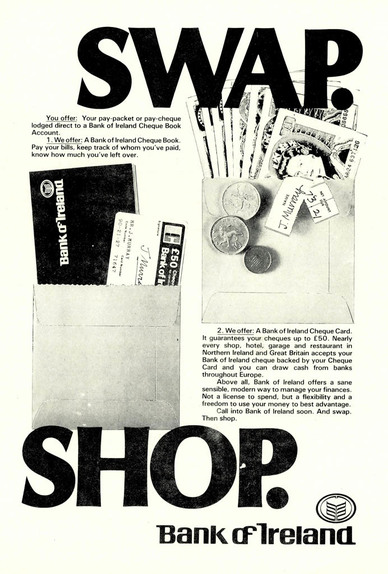 SWAP.
You offer: Your pay-packet or pay-cheque
lodged direct to a Bank of Ireland Cheque Book
Account.
1. We offer: A Bank of Ireland Cheque Book.
Pay your bills, keep track of whom you've paid,
know how much you've left over.
Bank of Ireland
MR. J. MURRAY
J Murray
£50
J. Murray
73.21
2. We offer: A Bank of Ireland Cheque Card.
It guarantees your cheques up to £50. Nearly
every shop, hotel, garage and restaurant in
Northern Ireland and Great Britain accepts your
Bank of Ireland cheque backed by your Cheque
Card and you can draw cash from banks
throughout Europe.
Above all, Bank of Ireland offers a sane
sensible, modern way to manage your finances.
Not a license to spend, but a flexibility and a
freedom to use your money to best advantage.
Call into Bank of Ireland soon. And swap.
Then shop.
SHOP.
Bank of Ireland